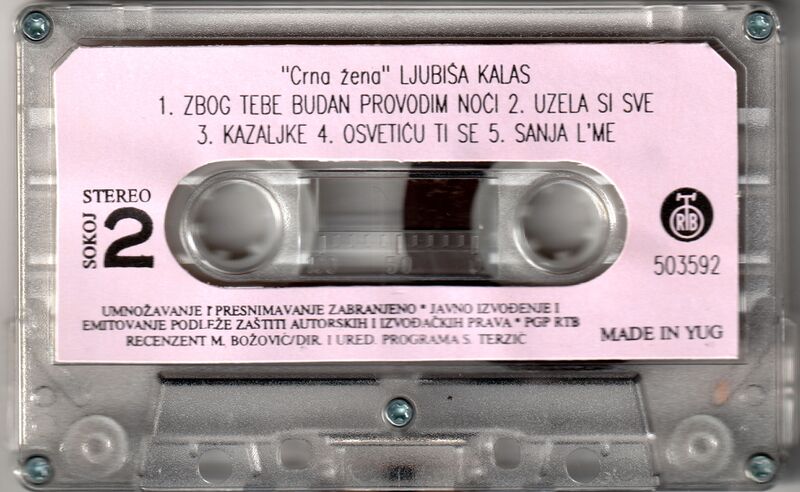 "Crna žena" LJUBIŠA KALAS
1. ZBOG TEBE BUDAN PROVODIM NOĆI 2. UZELA SI SVE
3. KAZALJKE 4. OSVETIĆU TI SE 5. SANJA L'ME
STEREO
SOKOJ
2
RTB
503592
50
UMNOŽAVANJE I PRESNIMAVANJE ZABRANJENO * JAVNO IZVOĐENJE I
EMITOVANJE PODLEŽE ZAŠTITI AUTORSKIH I IZVOĐAČKIH PRAVA * PGP RTB
RECENZENT M. BOŽOVIĆ/DIR. I URED. PROGRAMA S. TERZIĆ
MADE IN YUG